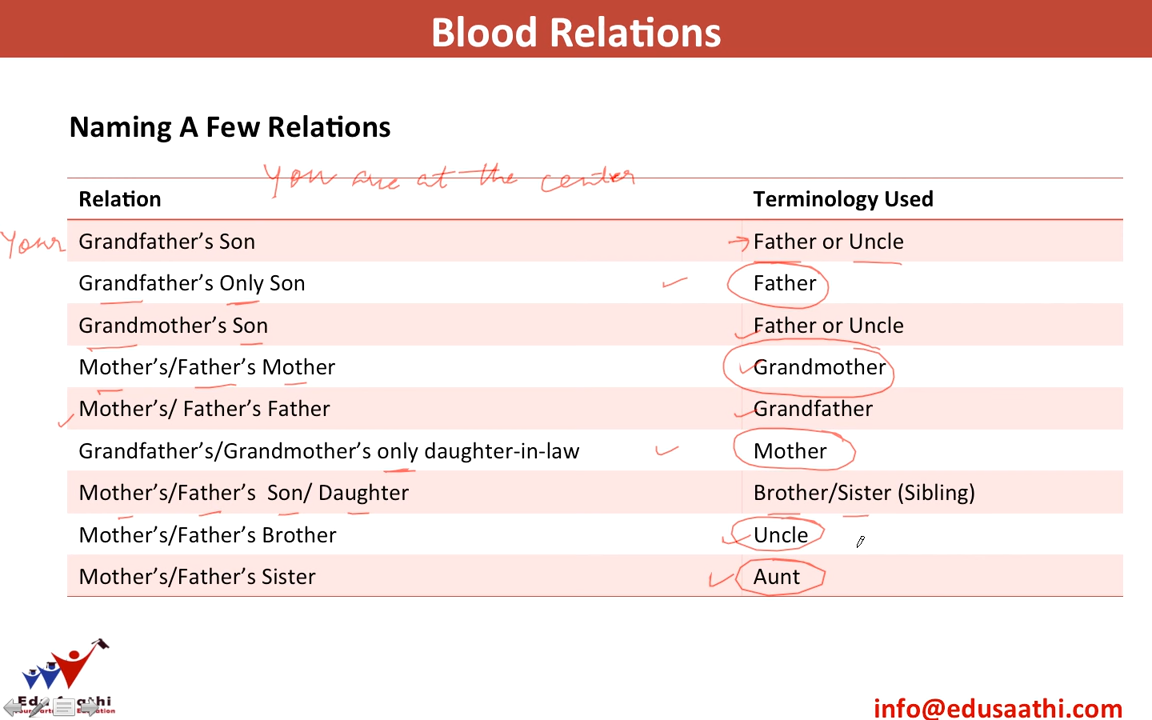 Blood Relations
Naming A Few Relations
You are at the center
Relation Terminology Used
Your Grandfather's Son Father or Uncle
Grandfather's Only Son Father
Grandmother's Son Father or Uncle
Mother's/Father's Mother Grandmother
Mother's/ Father's Father Grandfather
Grandfather's/Grandmother's only daughter-in-law Mother
Mother's/Father's Son/ Daughter Brother/Sister (Sibling)
Mother's/Father's Brother Uncle
Mother's/Father's Sister Aunt
info@edusaathi.com